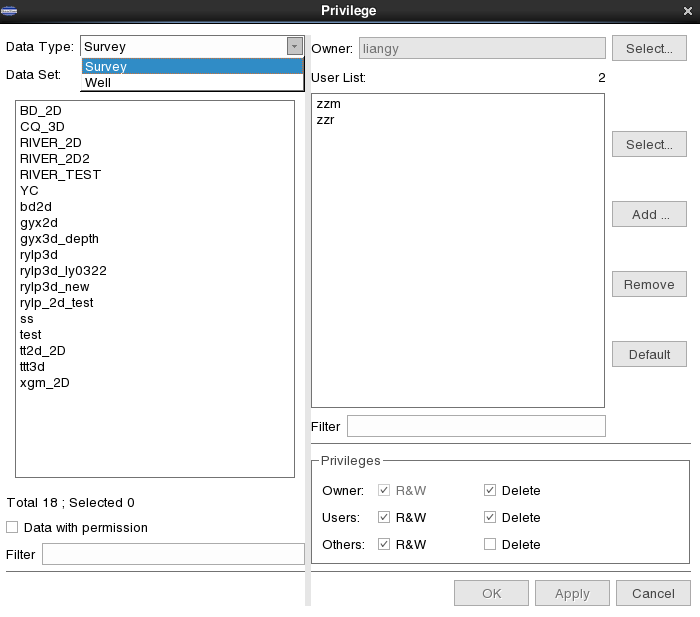 Privilege
Data Type: Survey
Survey
Well
Data Set:
BD_2D
CQ_3D
RIVER_2D
RIVER_2D2
RIVER_TEST
YC
bd2d
gyx2d
gyx3d_depth
rylp3d
rylp3d_ly0322
rylp3d_new
rylp_2d_test
ss
test
tt2d_2D
ttt3d
xgm_2D
Total 18 ; Selected 0
Data with permission
Filter
Owner: liangy Select...
User List: 2
zzm
zzr
Select...
Add ...
Remove
Default
Filter
Privileges
Owner: R&W Delete
Users: R&W Delete
Others: R&W Delete
OK Apply Cancel